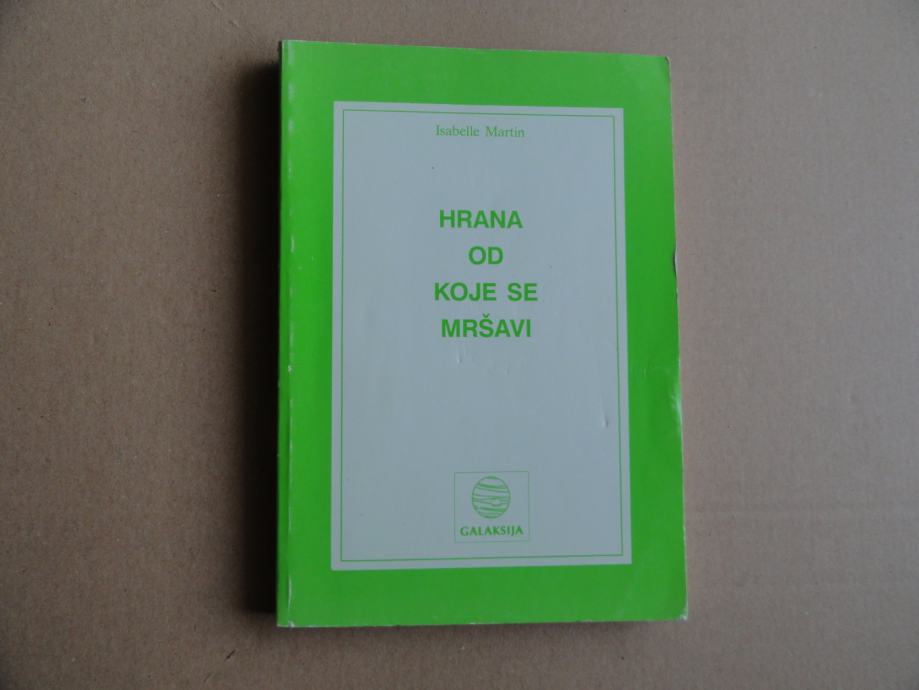 Isabelle Martin
HRANA
OD
KOJE SE
MRŠAVI
GALAKSIJA